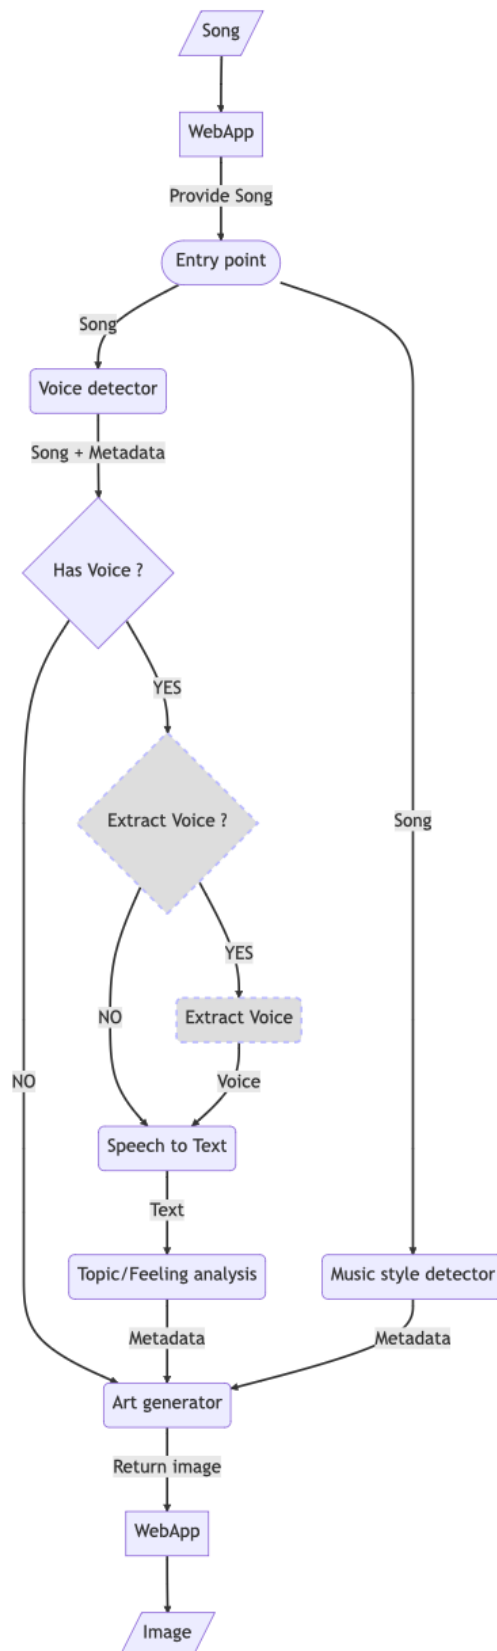 Song
WebApp
Provide Song
Entry point
Song
Voice detector
Song + Metadata
Has Voice ?
YES
Extract Voice ?
Song
YES
NO
Extract Voice
NO
Voice
Speech to Text
Text
Topic/Feeling analysis
Music style detector
Metadata
Metadata
Art generator
Return image
WebApp
Image